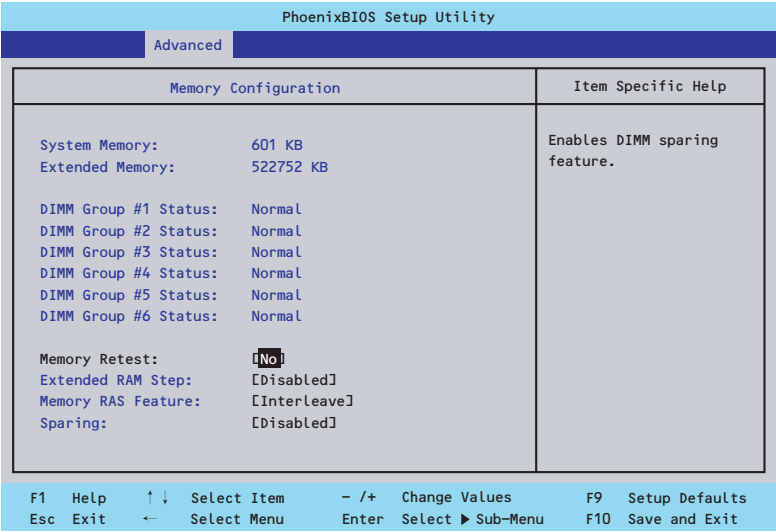 PhoenixBIOS Setup Utility
Advanced
Memory Configuration
Item Specific Help
System Memory: 601 KB
Extended Memory: 522752 KB
DIMM Group #1 Status: Normal
DIMM Group #2 Status: Normal
DIMM Group #3 Status: Normal
DIMM Group #4 Status: Normal
DIMM Group #5 Status: Normal
DIMM Group #6 Status: Normal
Memory Retest: [No]
Extended RAM Step: [Disabled]
Memory RAS Feature: [Interleave]
Sparing: [Disabled]
Enables DIMM sparing
feature.
F1 Help ↑↓ Select Item - /+ Change Values F9 Setup Defaults
Esc Exit ← Select Menu Enter Select ▶ Sub-Menu F10 Save and Exit